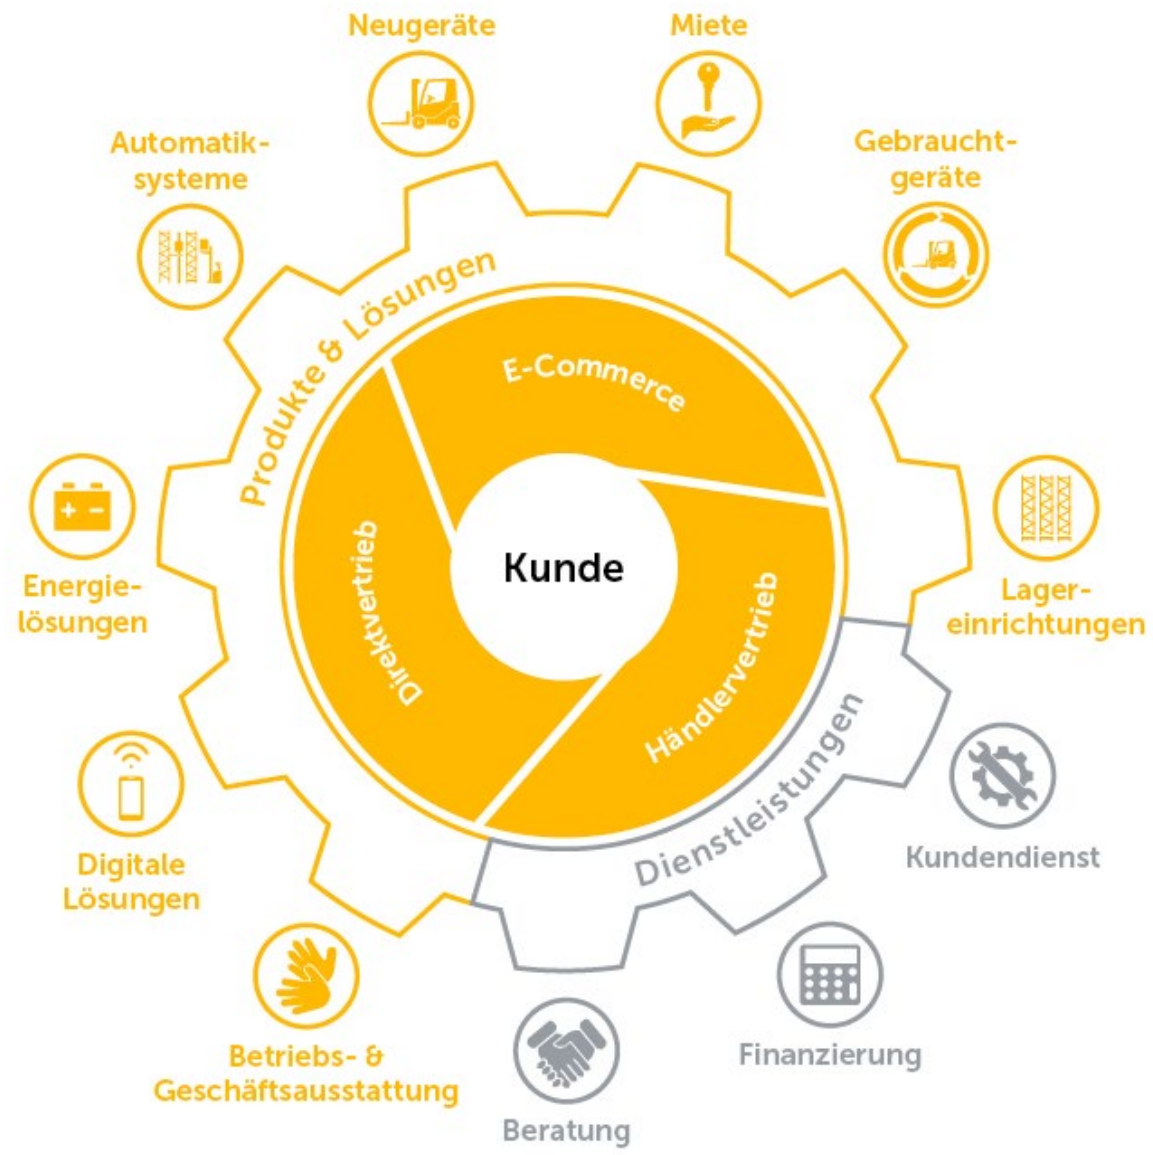 Neugeräte
Miete
Automatik-
systeme
Gebraucht-
geräte
Produkte & Lösungen
E-Commerce
Direktvertrieb
Kunde
Händlervertrieb
Energie-
lösungen
Lager-
einrichtungen
Dienstleistungen
Digitale
Lösungen
Kundendienst
Betriebs- &
Geschäftsausstattung
Finanzierung
Beratung